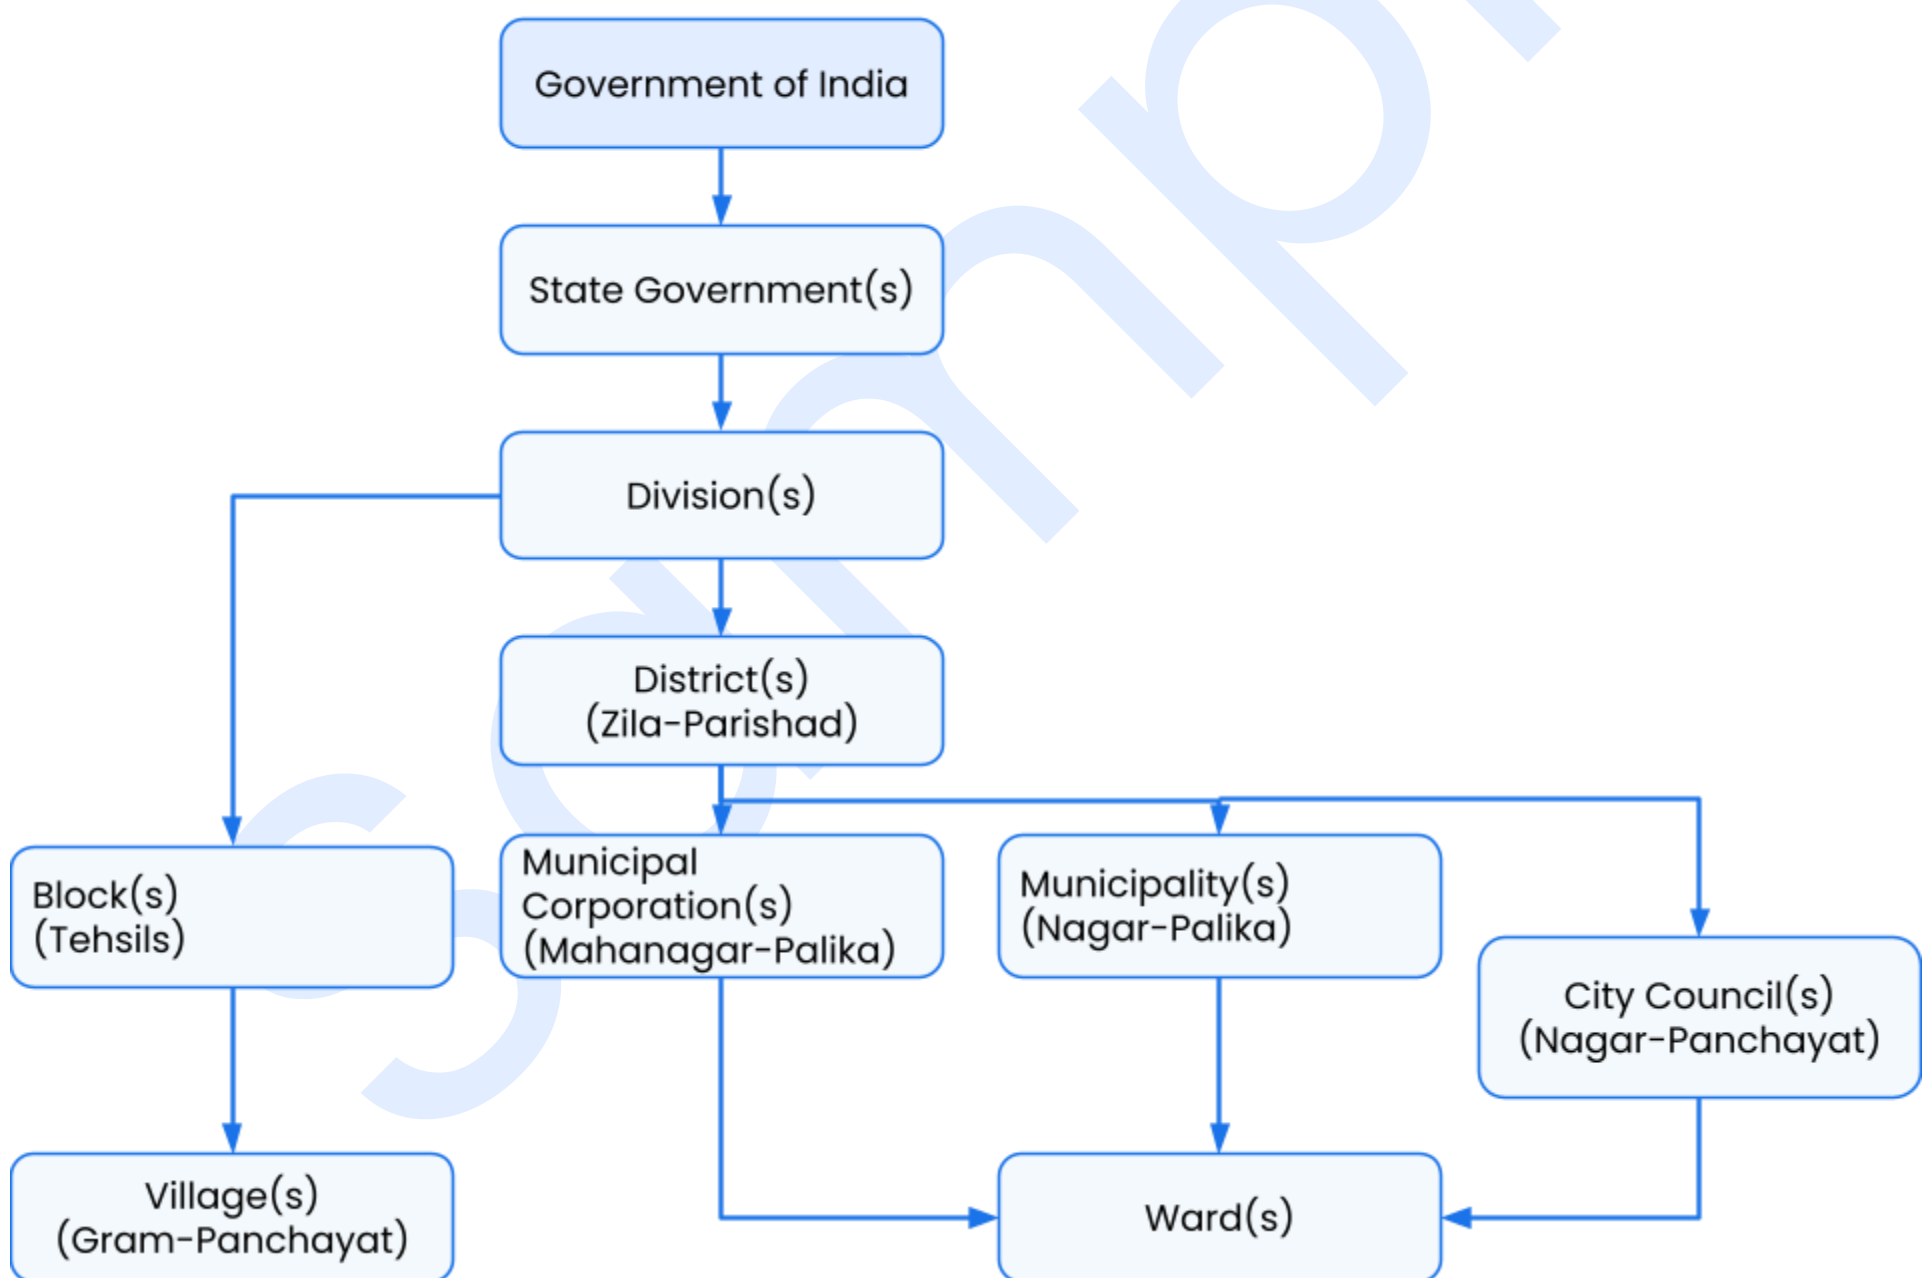 Government of India
State Government(s)
Division(s)
District(s)
(Zila-Parishad)
Block(s)
(Tehsils)
Municipal
Corporation(s)
(Mahanagar-Palika)
Municipality(s)
(Nagar-Palika)
City Council(s)
(Nagar-Panchayat)
Village(s)
(Gram-Panchayat)
Ward(s)